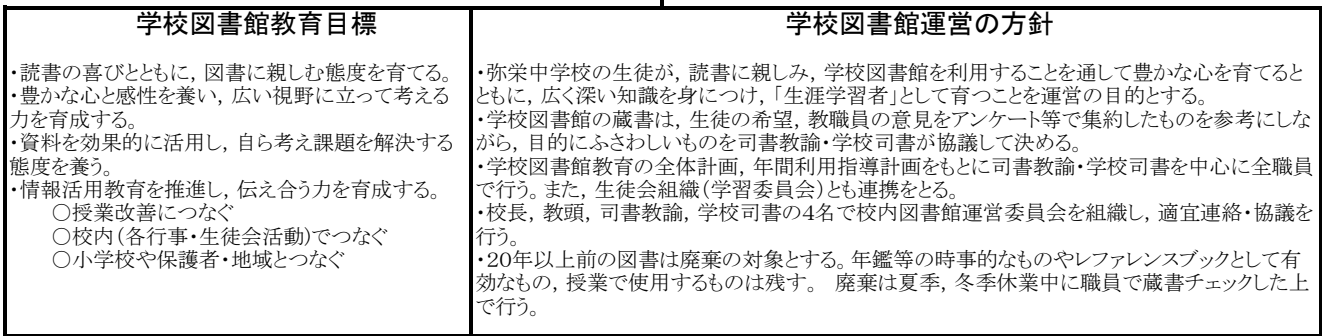 学校図書館教育目標
・読書の喜びとともに，図書に親しむ態度を育てる。
・豊かな心と感性を養い，広い視野に立って考える
力を育成する。
・資料を効果的に活用し，自ら考え課題を解決する
態度を養う。
・情報活用教育を推進し，伝え合う力を育成する。
○授業改善につなぐ
○校内（各行事・生徒会活動）でつなぐ
○小学校や保護者・地域とつなぐ
学校図書館運営の方針
・弥栄中学校の生徒が，読書に親しみ，学校図書館を利用することを通して豊かな心を育てると
ともに，広く深い知識を身につけ，「生涯学習者」として育つことを運営の目的とする。
・学校図書館の蔵書は，生徒の希望，教職員の意見をアンケート等で集約したものを参考にしな
がら，目的にふさわしいものを司書教諭・学校司書が協議して決める。
・学校図書館教育の全体計画，年間利用指導計画をもとに司書教諭・学校司書を中心に全職員
で行う。また，生徒会組織（学習委員会）とも連携をとる。
・校長，教頭，司書教諭，学校司書の４名で校内図書館運営委員会を組織し，適宜連絡・協議を
行う。
・２０年以上前の図書は廃棄の対象とする。年鑑等の時事的なものやレファレンスブックとして有
効なもの，授業で使用するものは残す。　廃棄は夏季，冬季休業中に職員で蔵書チェックした上
で行う。